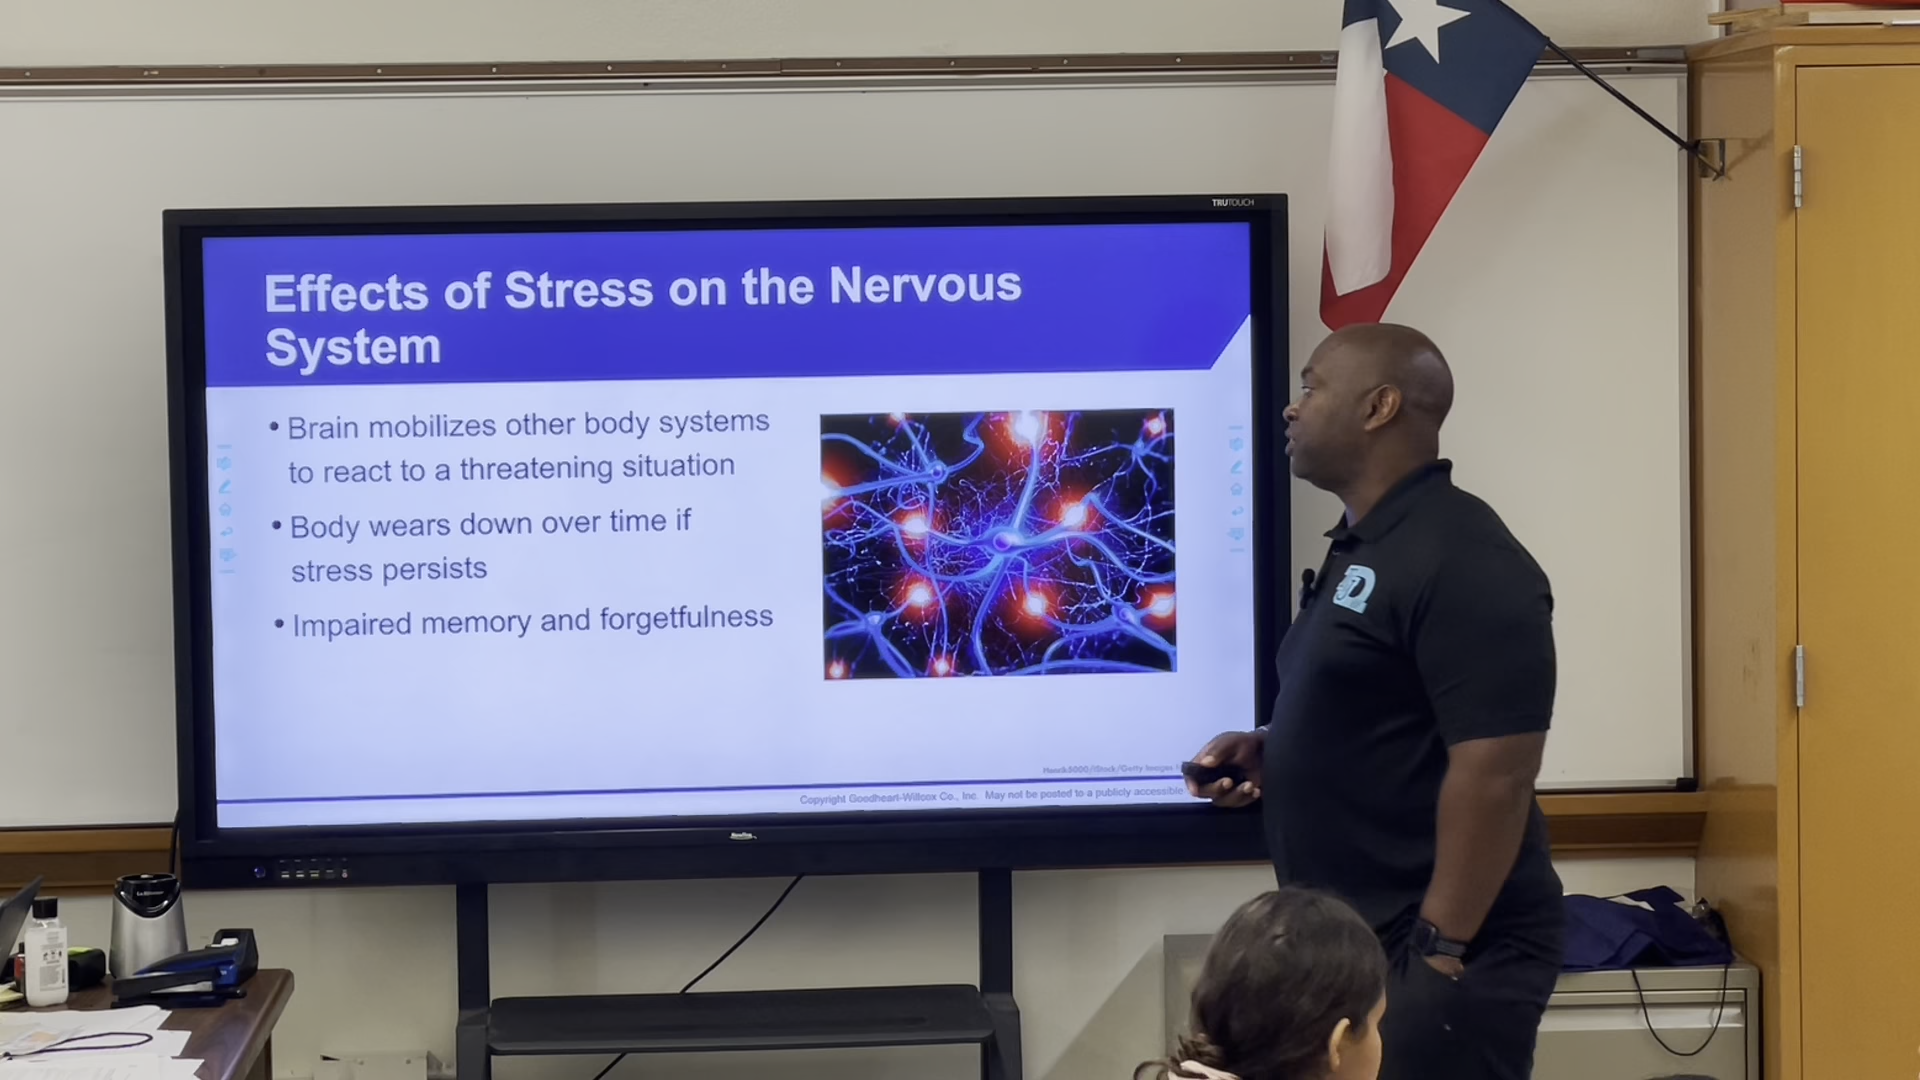 TRUTOUCH
Effects of Stress on the Nervous
System
• Brain mobilizes other body systems
to react to a threatening situation
• Body wears down over time if
stress persists
• Impaired memory and forgetfulness
Copyright Goodheart-Willcox Co., Inc. May not be posted to a publicly accessible